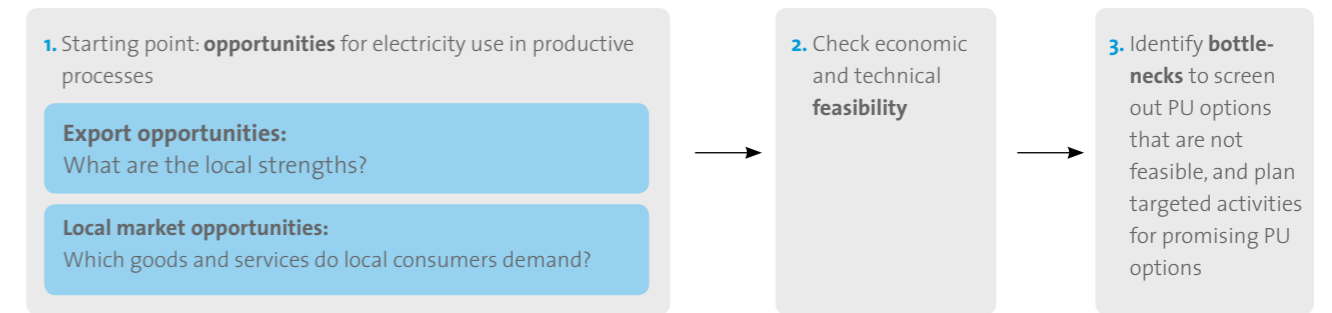 1. Starting point: opportunities for electricity use in productive
processes
Export opportunities:
What are the local strengths?
Local market opportunities:
Which goods and services do local consumers demand?
2. Check economic
and technical
feasibility
3. Identify bottle-
necks to screen
out PU options
that are not
feasible, and plan
targeted activities
for promising PU
options